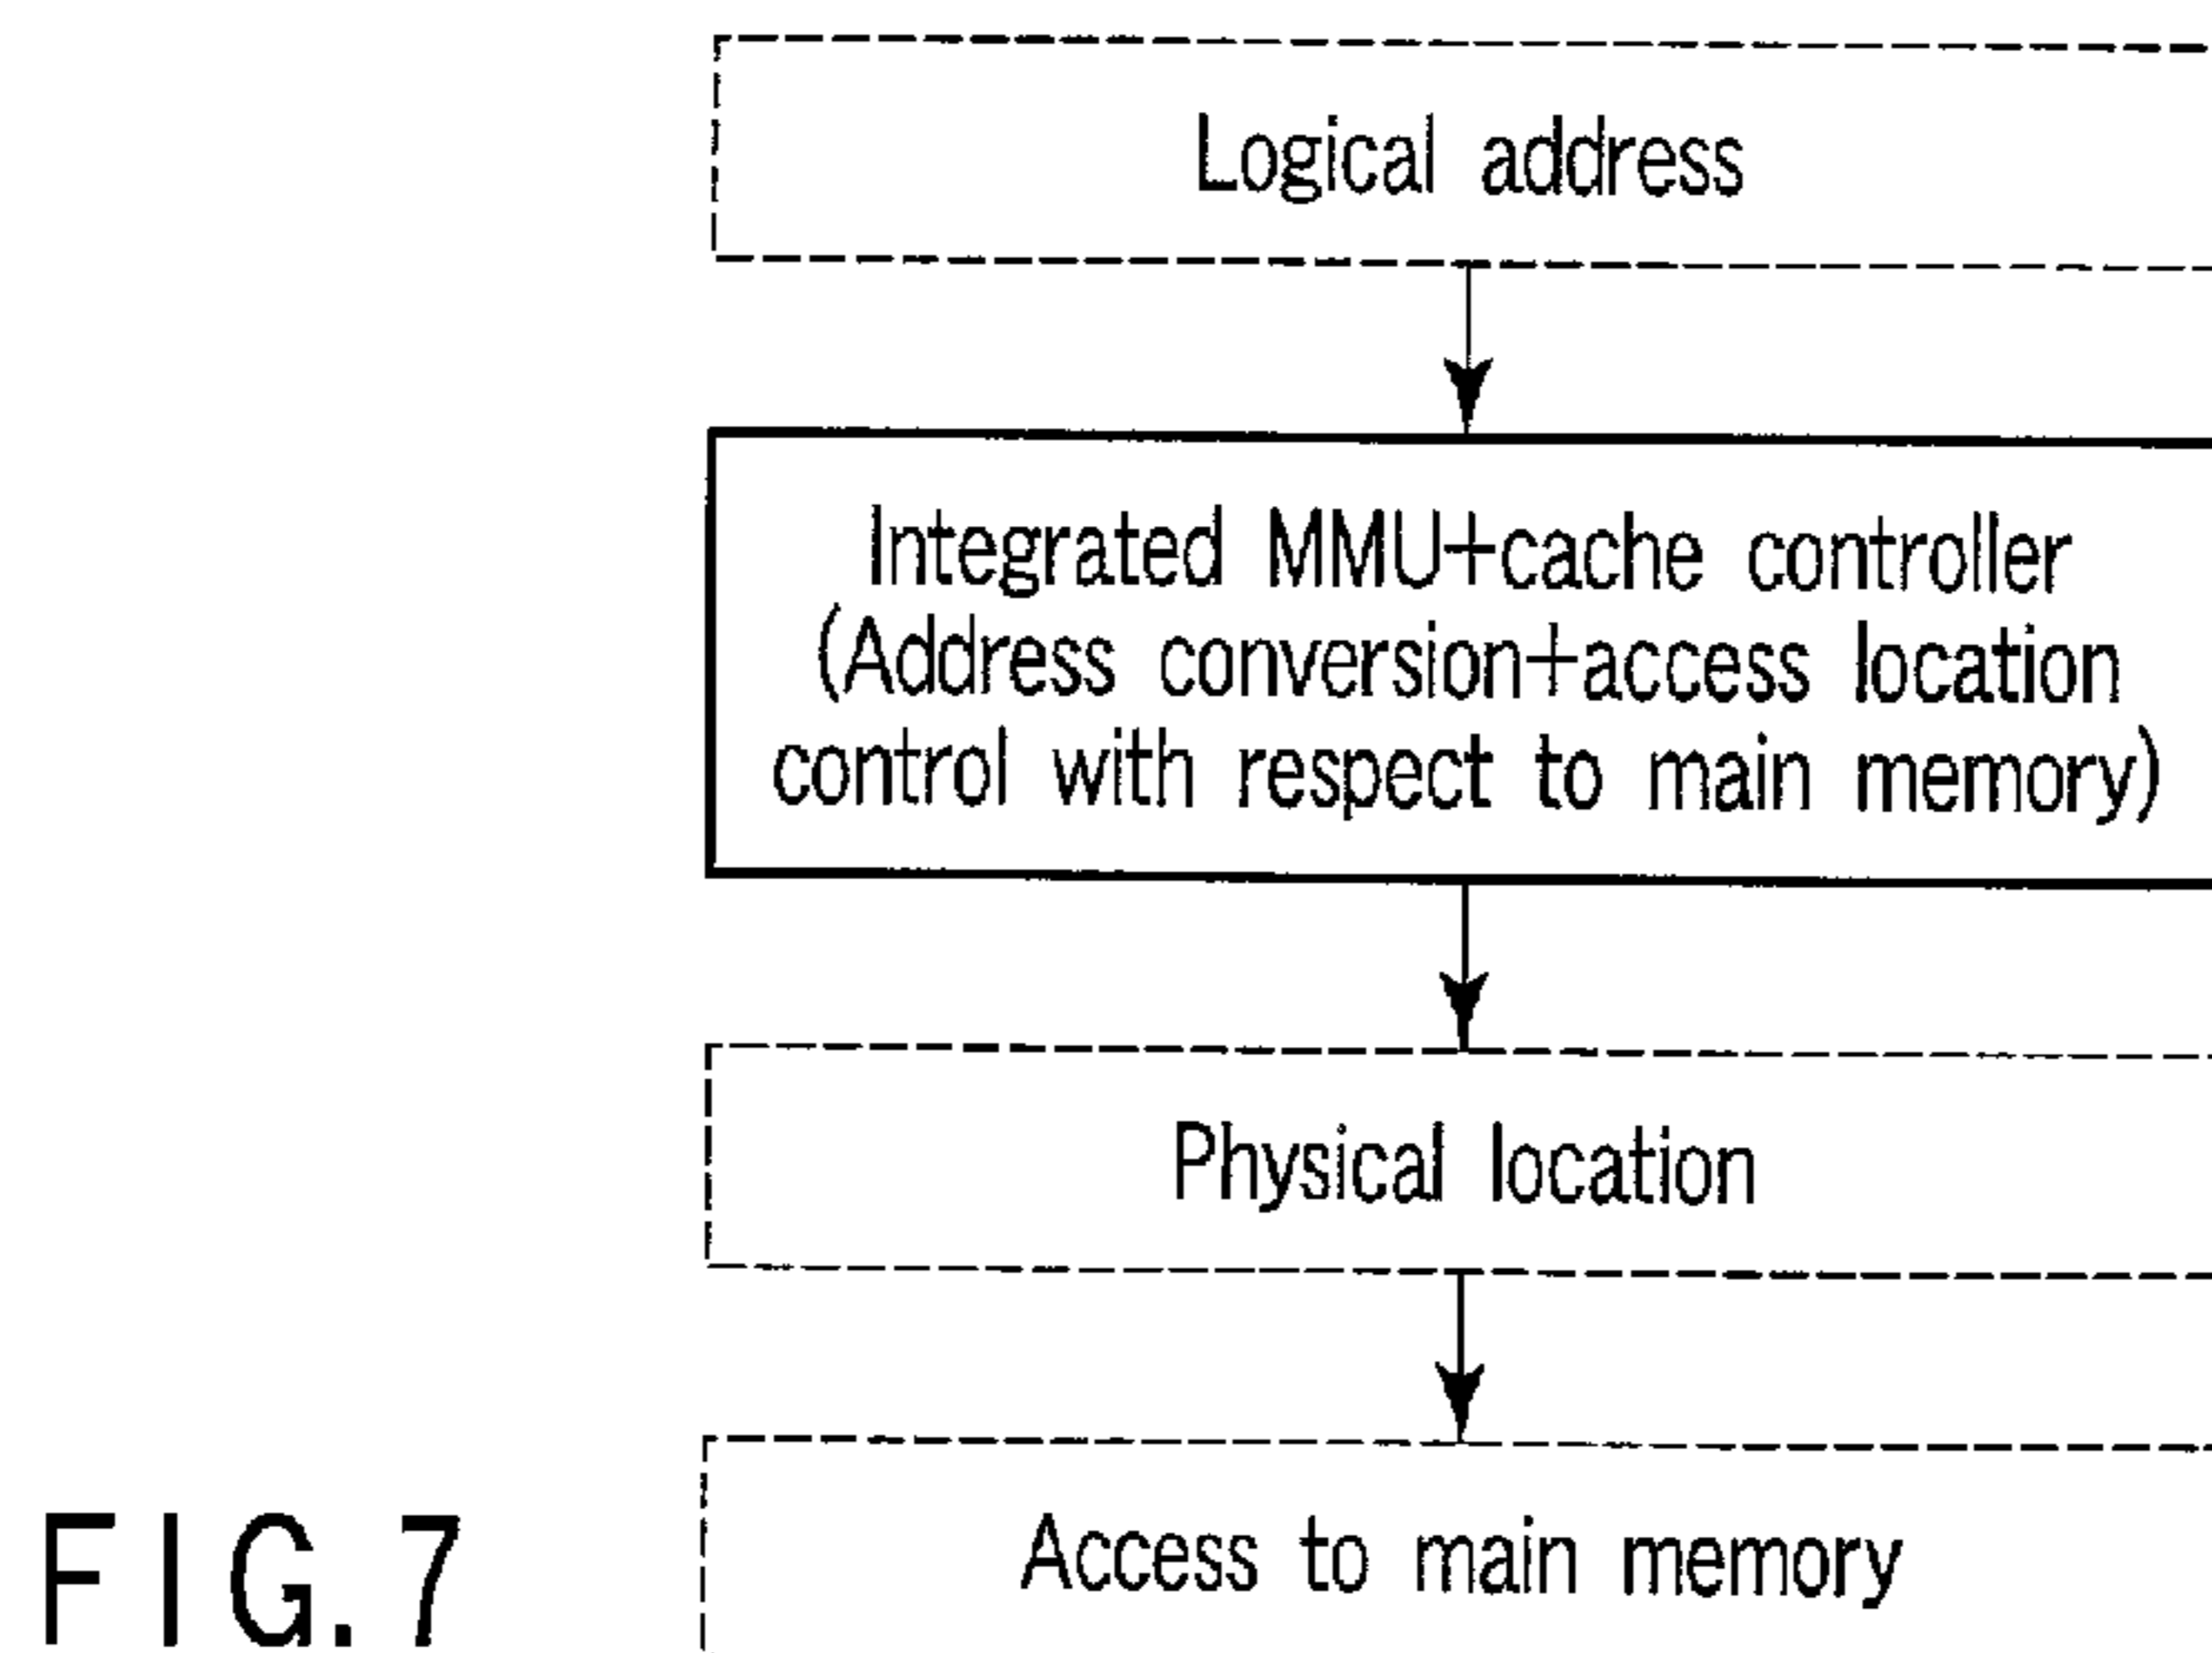 Logical address
Integrated MMU+cache controller
(Address conversion+access location
control with respect to main memory)
Physical location
Access to main memory
FIG.7